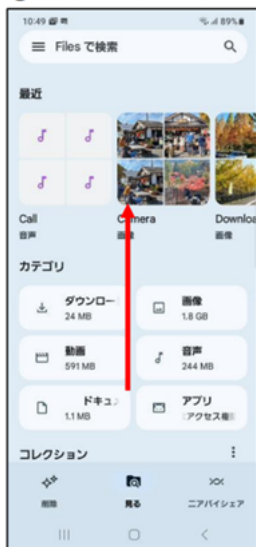 10:49 89%
Files で検索
最近
Call
音声
Camera
画像
Downloa
画像
カテゴリ
ダウンロー
24 MB
画像
1.8 GB
動画
591 MB
音声
244 MB
ドキュ
1.1 MB
アプリ
アクセス権
コレクション
削除
見る
ニアバイシェア